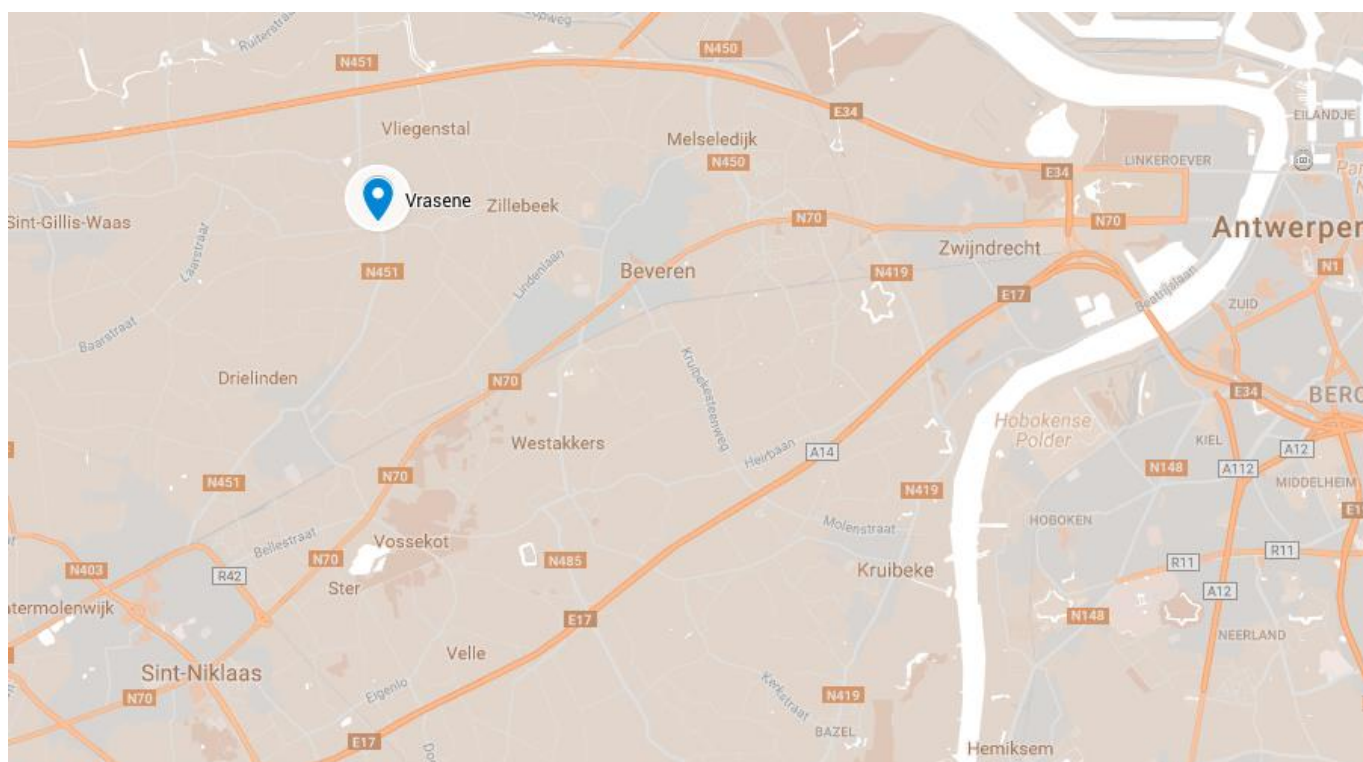 Ruiterstraat
N450
N451
E34
EILANDJE
Vliegenstal
Melseledijk
N450
LINKEROEVER
E34
Vrasene
Zillebeek
Sint-Gillis-Waas
N70
N70
Antwerpen
Laarstraat
Zwijndrecht
Lindenlaan
N451
Beveren
N419
N1
E17
Beatrijslaan
ZUID
Baarstraat
Drielinden
N70
Kruibekesteenweg
E34
Hobokense
Polder
Westakkers
Heirbaan
A14
KIEL
A12
N148
A112
N70
N451
N419
MIDDELHEIM
Molenstraat
HOBOKEN
Bellestraat
Vossekot
N70
N485
R11
R11
N403
R42
Kruibeke
Ster
A12
N148
E17
NEERLAND
Velle
Sint-Niklaas
Eigenlo
Kerkstraat
N70
N419
BAZEL
E17
Hemiksem